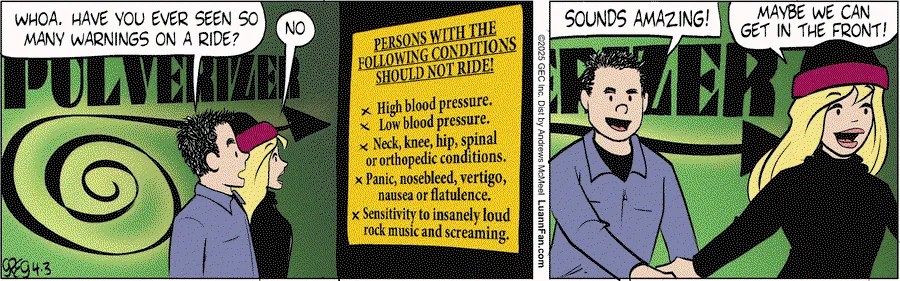 WHOA. HAVE YOU EVER SEEN SO
MANY WARNINGS ON A RIDE?
NO
PULVERIZER
GREG 4.3
PERSONS WITH THE
FOLLOWING CONDITIONS
SHOULD NOT RIDE!
x High blood pressure.
x Low blood pressure.
x Neck, knee, hip, spinal
or orthopedic conditions.
x Panic, nosebleed, vertigo,
nausea or flatulence.
x Sensitivity to insanely loud
rock music and screaming.
©2025 GEC Inc. Dist by Andrews McMeel LuannFan.com
SOUNDS AMAZING!
MAYBE WE CAN
GET IN THE FRONT!
ERIZER